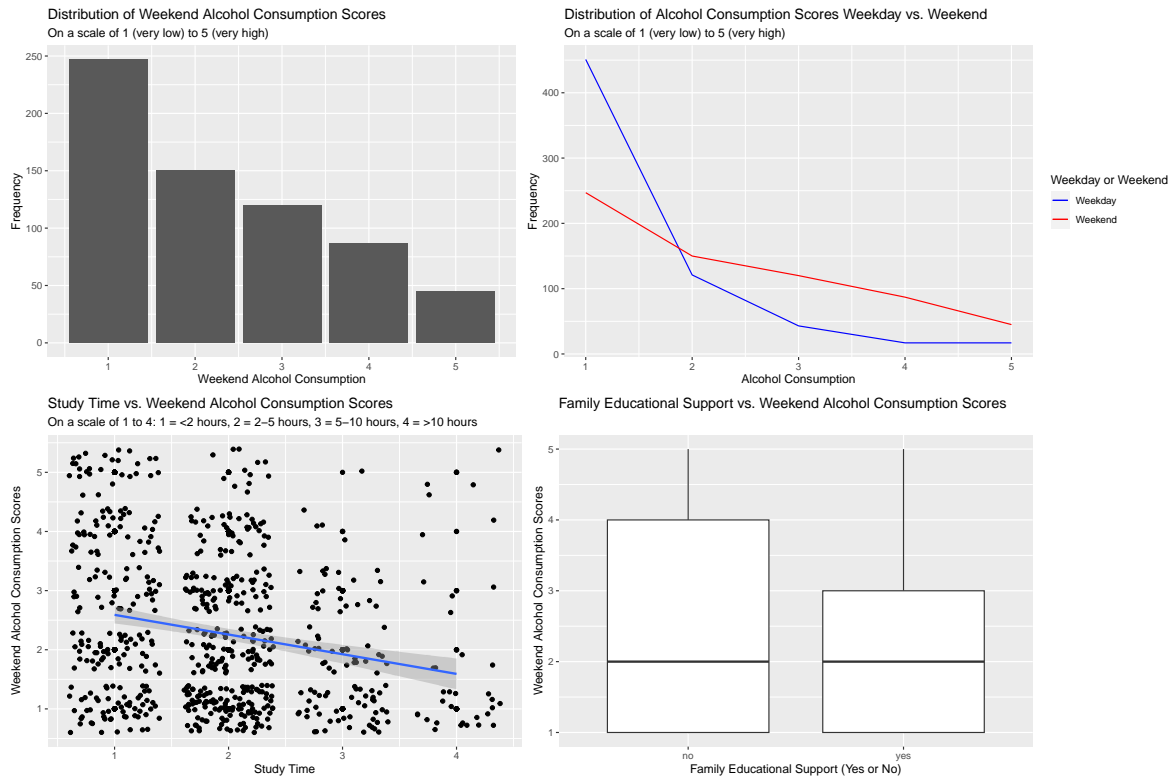 Distribution of Weekend Alcohol Consumption Scores
On a scale of 1 (very low) to 5 (very high)
250
200
150
100
50
0
Frequency
1 2 3 4 5
Weekend Alcohol Consumption
Distribution of Alcohol Consumption Scores Weekday vs. Weekend
On a scale of 1 (very low) to 5 (very high)
400
300
200
100
0
Frequency
1 2 3 4 5
Alcohol Consumption
Weekday or Weekend
Weekday
Weekend
Study Time vs. Weekend Alcohol Consumption Scores
On a scale of 1 to 4: 1 = <2 hours, 2 = 2–5 hours, 3 = 5–10 hours, 4 = >10 hours
5
4
3
2
1
Weekend Alcohol Consumption Scores
1 2 3 4
Study Time
Family Educational Support vs. Weekend Alcohol Consumption Scores
5
4
3
2
1
Weekend Alcohol Consumption Scores
no yes
Family Educational Support (Yes or No)